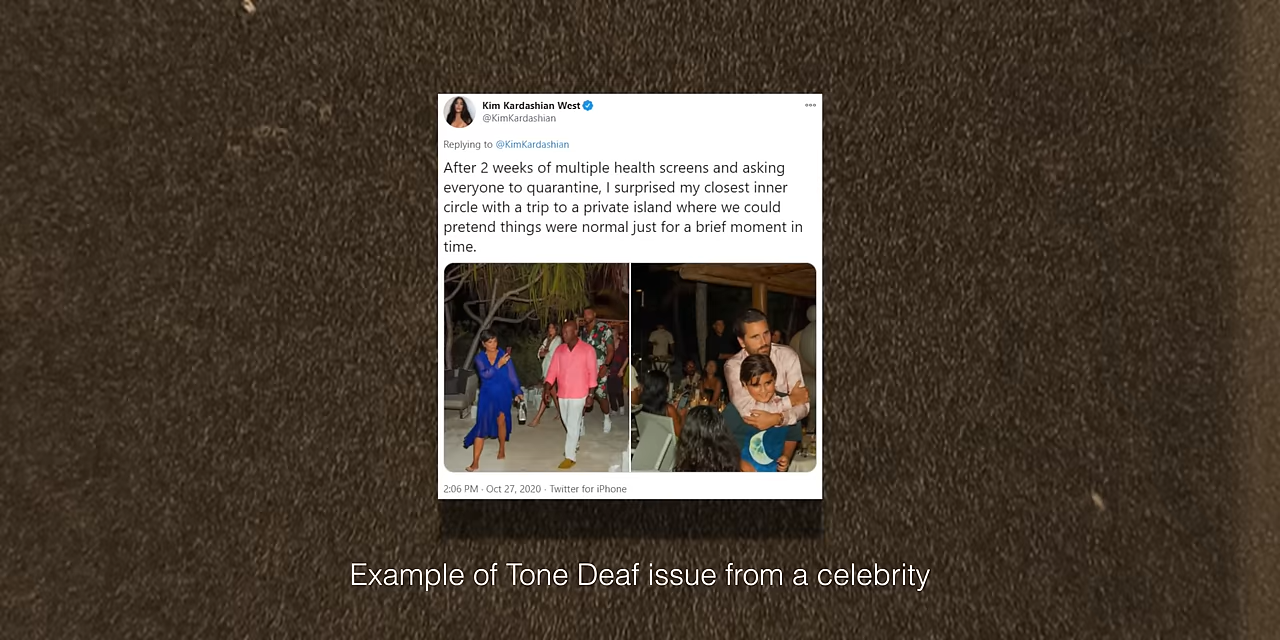 Kim Kardashian West
@KimKardashian
Replying to @KimKardashian
After 2 weeks of multiple health screens and asking
everyone to quarantine, I surprised my closest inner
circle with a trip to a private island where we could
pretend things were normal just for a brief moment in
time.
2:06 PM · Oct 27, 2020 · Twitter for iPhone
Example of Tone Deaf issue from a celebrity